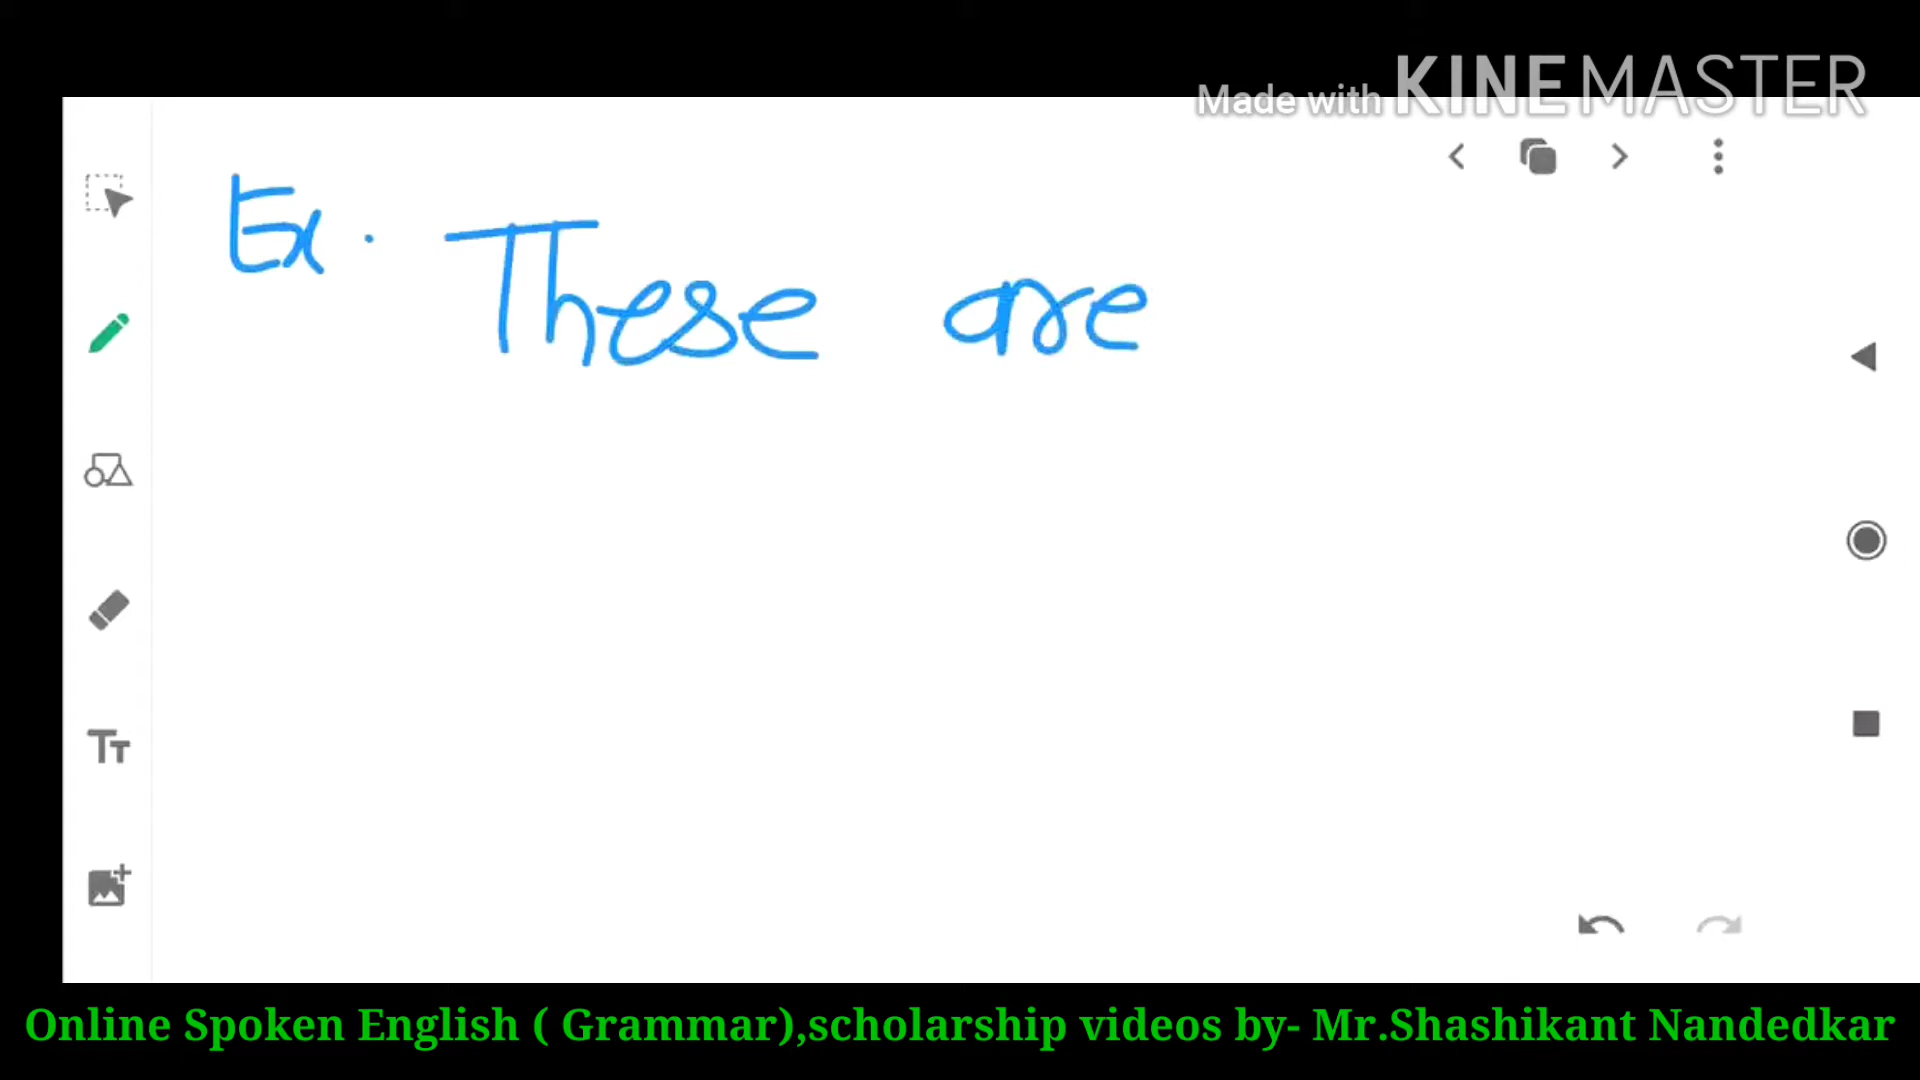 Made with KINEMASTER
Ex. These are
Tт
Online Spoken English ( Grammar),scholarship videos by- Mr.Shashikant Nandedkar